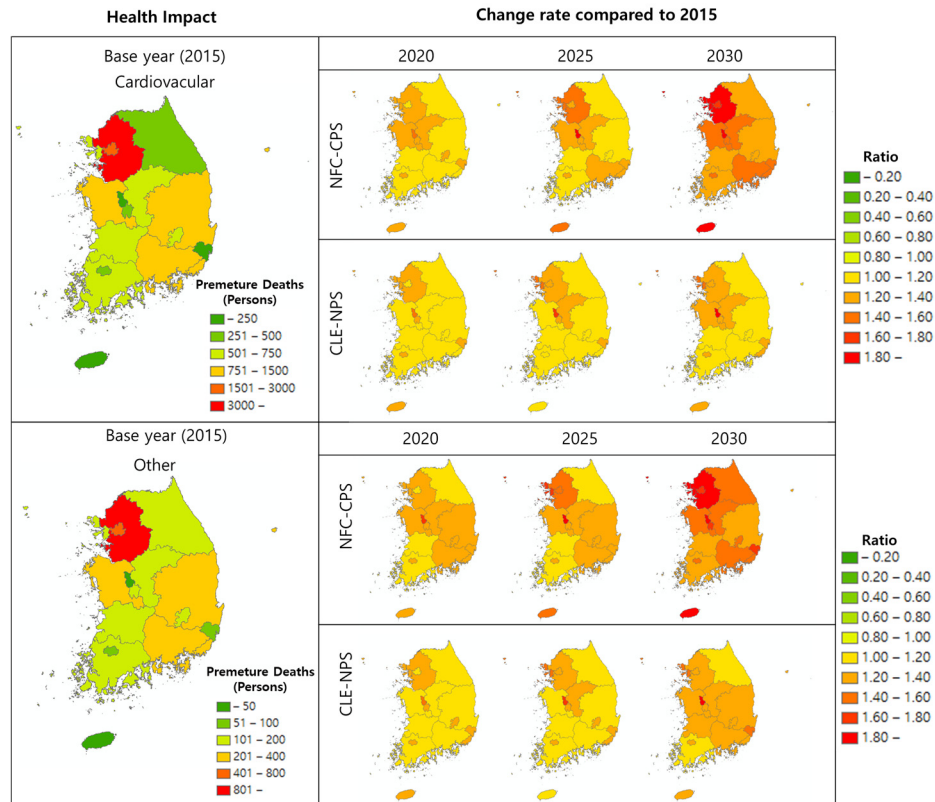 Health Impact
Change rate compared to 2015
Base year (2015)
Cardiovacular
2020
2025
2030
NFC-CPS
CLE-NPS
Premeture Deaths
(Persons)
– 250
251 – 500
501 – 750
751 – 1500
1501 – 3000
3000 –
Ratio
– 0.20
0.20 – 0.40
0.40 – 0.60
0.60 – 0.80
0.80 – 1.00
1.00 – 1.20
1.20 – 1.40
1.40 – 1.60
1.60 – 1.80
1.80 –
Base year (2015)
Other
2020
2025
2030
NFC-CPS
CLE-NPS
Premeture Deaths
(Persons)
– 50
51 – 100
101 – 200
201 – 400
401 – 800
801 –
Ratio
– 0.20
0.20 – 0.40
0.40 – 0.60
0.60 – 0.80
0.80 – 1.00
1.00 – 1.20
1.20 – 1.40
1.40 – 1.60
1.60 – 1.80
1.80 –